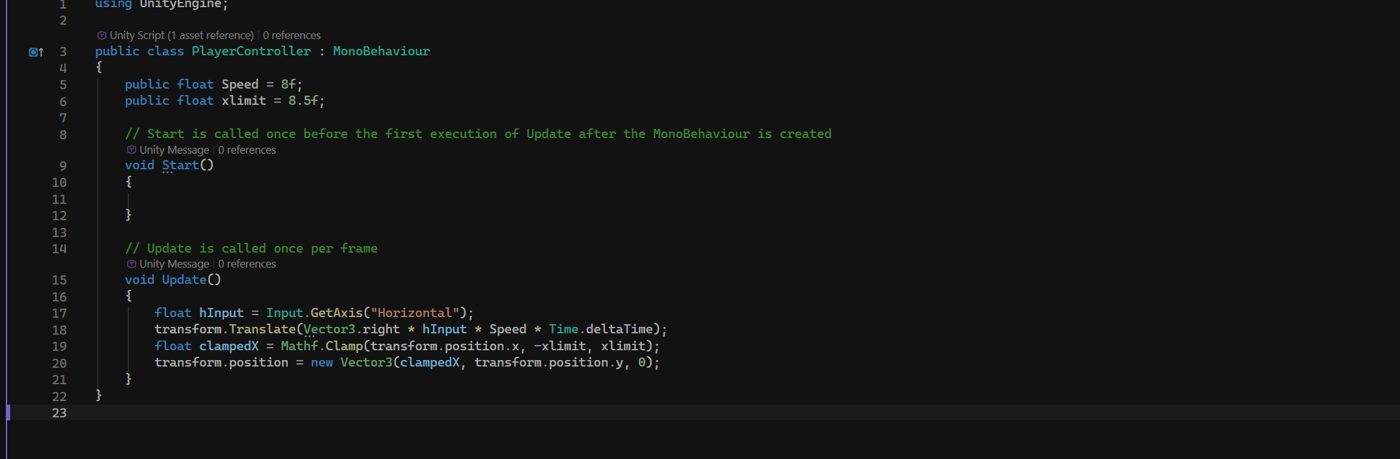 1 using UnityEngine;
2
Unity Script (1 asset reference) | 0 references
3 public class PlayerController : MonoBehaviour
4 {
5 public float Speed = 8f;
6 public float xlimit = 8.5f;
7
8 // Start is called once before the first execution of Update after the MonoBehaviour is created
Unity Message | 0 references
9 void Start()
10 {
11
12 }
13
14 // Update is called once per frame
Unity Message | 0 references
15 void Update()
16 {
17 float hInput = Input.GetAxis("Horizontal");
18 transform.Translate(Vector3.right * hInput * Speed * Time.deltaTime);
19 float clampedX = Mathf.Clamp(transform.position.x, -xlimit, xlimit);
20 transform.position = new Vector3(clampedX, transform.position.y, 0);
21 }
22 }
23